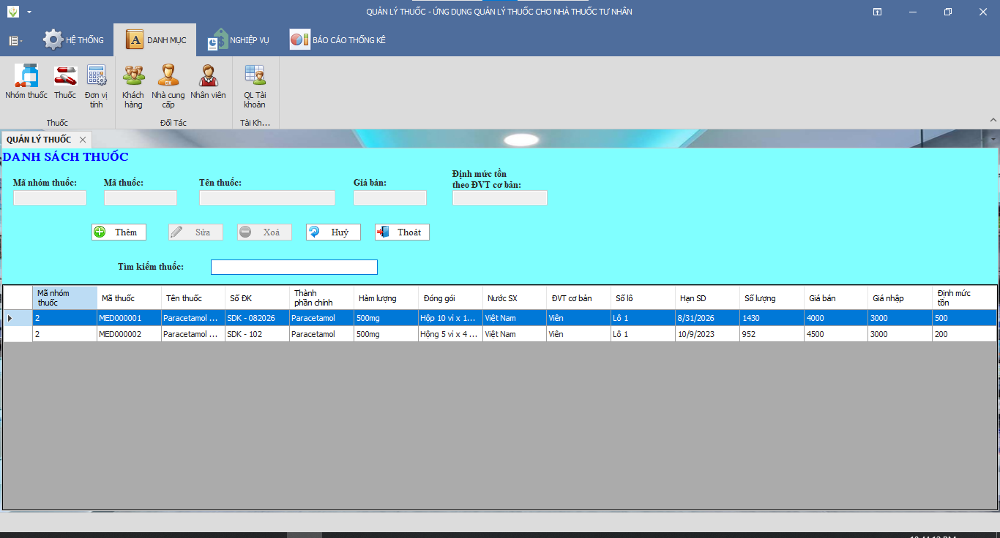 QUẢN LÝ THUỐC - ỨNG DỤNG QUẢN LÝ THUỐC CHO NHÀ THUỐC TƯ NHÂN
HỆ THỐNG
A DANH MỤC
NGHIỆP VỤ
BÁO CÁO THỐNG KÊ
Nhóm thuốc
Thuốc
Đơn vị
tính
Khách
hàng
DX
Nhà cung
cấp
Nhân viên
QL Tài
khoản
Thuốc
Đối Tác
Tài Kh...
QUẢN LÝ THUỐC
DANH SÁCH THUỐC
Mã nhóm thuốc:
Mã thuốc:
Tên thuốc:
Giá bán:
Định mức tồn
theo ĐVT cơ bản:
Thêm
Sửa
Xoá
Huỷ
Thoát
Tìm kiếm thuốc:
Mã nhóm
thuốc
Mã thuốc
Tên thuốc
Số ĐK
Thành
phần chính
Hàm lượng
Đóng gói
Nước SX
ĐVT cơ bản
Số lô
Hạn SD
Số lượng
Giá bán
Giá nhập
Định mức
tồn
2 MED000001 Paracetamol ... SDK - 082026 Paracetamol 500mg Hộp 10 vỉ x 1... Việt Nam Viên Lô 1 8/31/2026 1430 4000 3000 500
2 MED000002 Paracetamol ... SDK - 102 Paracetamol 500mg Hộng 5 vỉ x 4 ... Việt Nam Viên Lô 1 10/9/2023 952 4500 3000 200